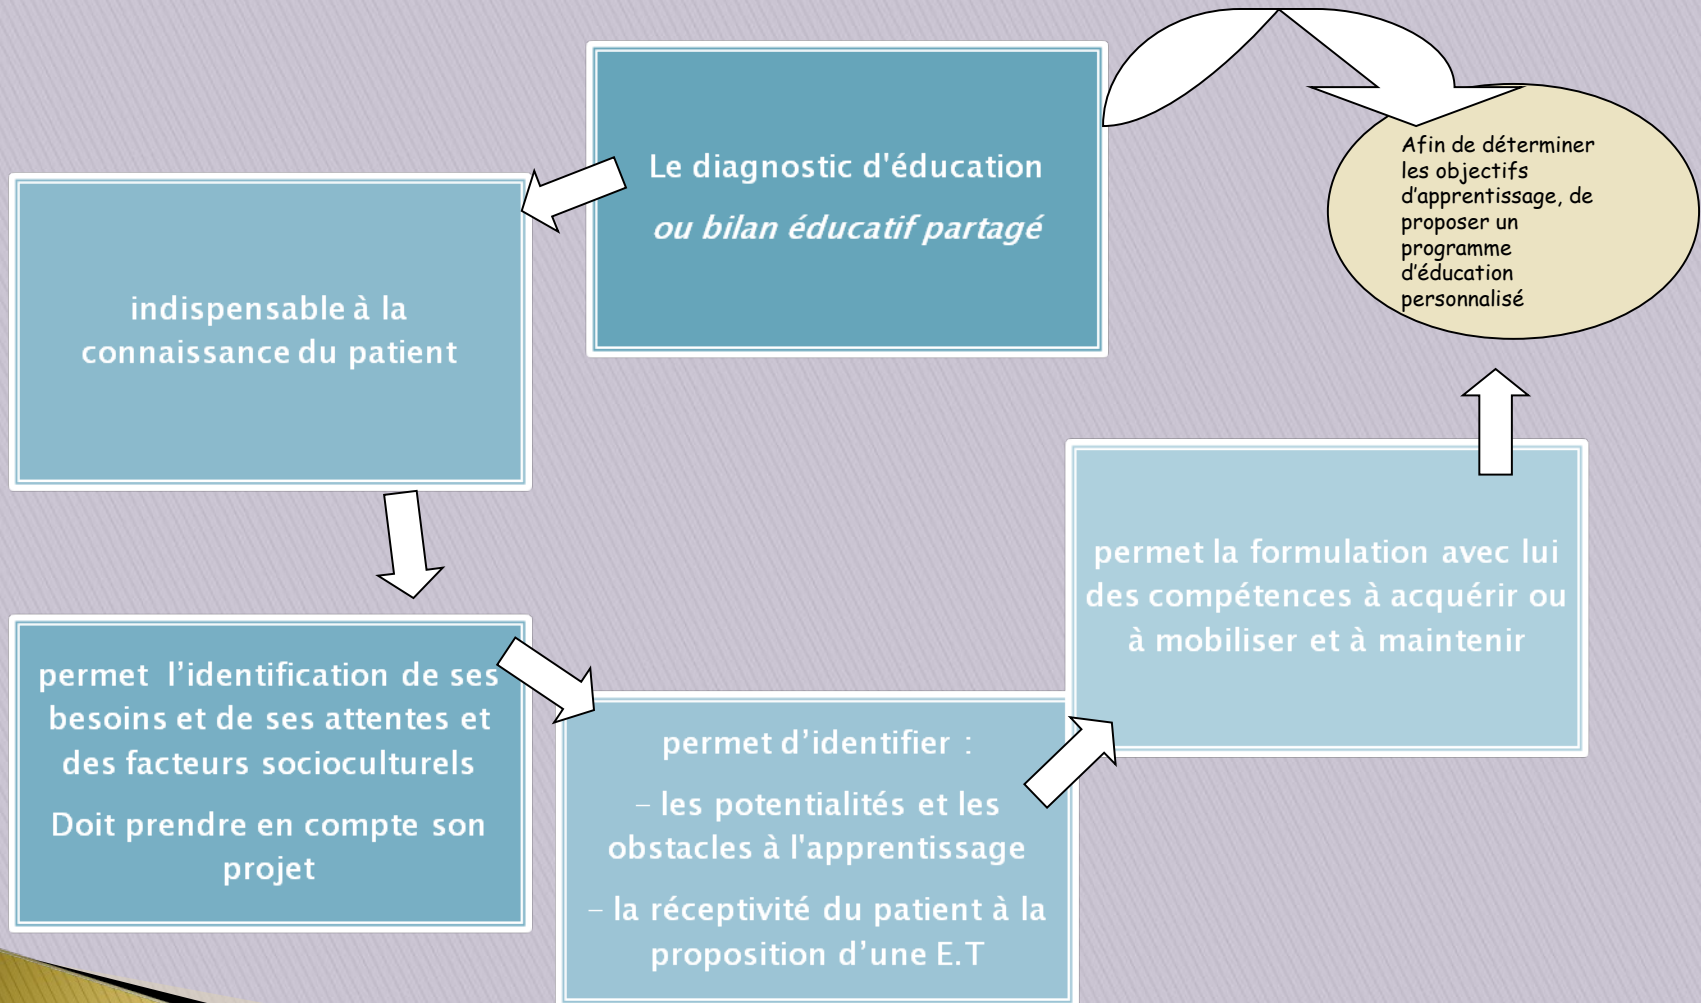 Le diagnostic d'éducation
ou bilan éducatif partagé
indispensable à la
connaissance du patient
permet l’identification de ses
besoins et de ses attentes et
des facteurs socioculturels
Doit prendre en compte son
projet
permet d’identifier :
– les potentialités et les
obstacles à l'apprentissage
– la réceptivité du patient à la
proposition d’une E.T
permet la formulation avec lui
des compétences à acquérir ou
à mobiliser et à maintenir
Afin de déterminer
les objectifs
d’apprentissage, de
proposer un
programme
d’éducation
personnalisé